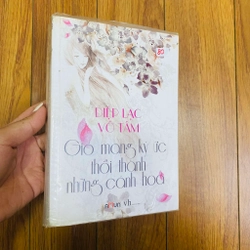 DIỆP LẠC
VÔ TÂM
Gió mang ký ức
thổi thành
những cánh hoa